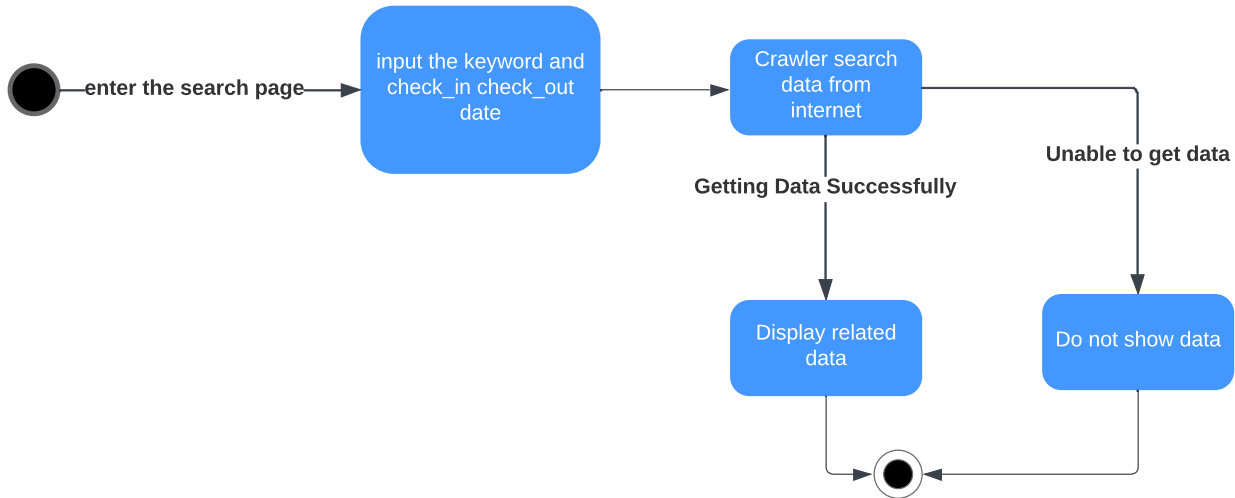 enter the search page
input the keyword and
check_in check_out
date
Crawler search
data from
internet
Unable to get data
Getting Data Successfully
Display related
data
Do not show data